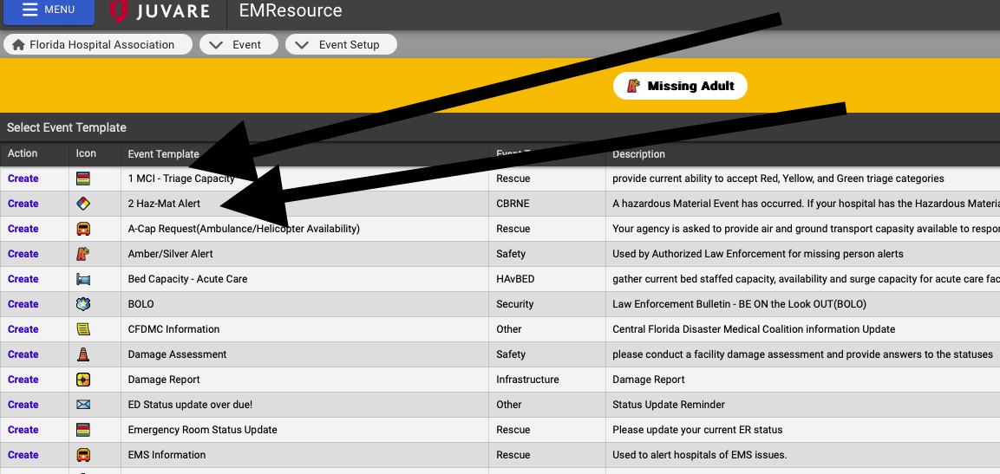 MENU JUVARE EMResource
Florida Hospital Association Event Event Setup
Missing Adult
Select Event Template
Action Icon Event Template Description
Create 1 MCI - Triage Capacity Rescue provide current ability to accept Red, Yellow, and Green triage categories
Create 2 Haz-Mat Alert CBRNE A hazardous Material Event has occurred. If your hospital has the Hazardous Materia
Create A-Cap Request(Ambulance/Helicopter Availability) Rescue Your agency is asked to provide air and ground transport capasity available to respor
Create Amber/Silver Alert Safety Used by Authorized Law Enforcement for missing person alerts
Create Bed Capacity - Acute Care HAvBED gather current bed staffed capacity, availability and surge capacity for acute care fac
Create BOLO Security Law Enforcement Bulletin - BE ON the Look OUT(BOLO)
Create CFDMC Information Other Central Florida Disaster Medical Coalition information Update
Create Damage Assessment Safety please conduct a facility damage assessment and provide answers to the statuses
Create Damage Report Infrastructure Damage Report
Create ED Status update over due! Other Status Update Reminder
Create Emergency Room Status Update Rescue Please update your current ER status
Create EMS Information Rescue Used to alert hospitals of EMS issues.